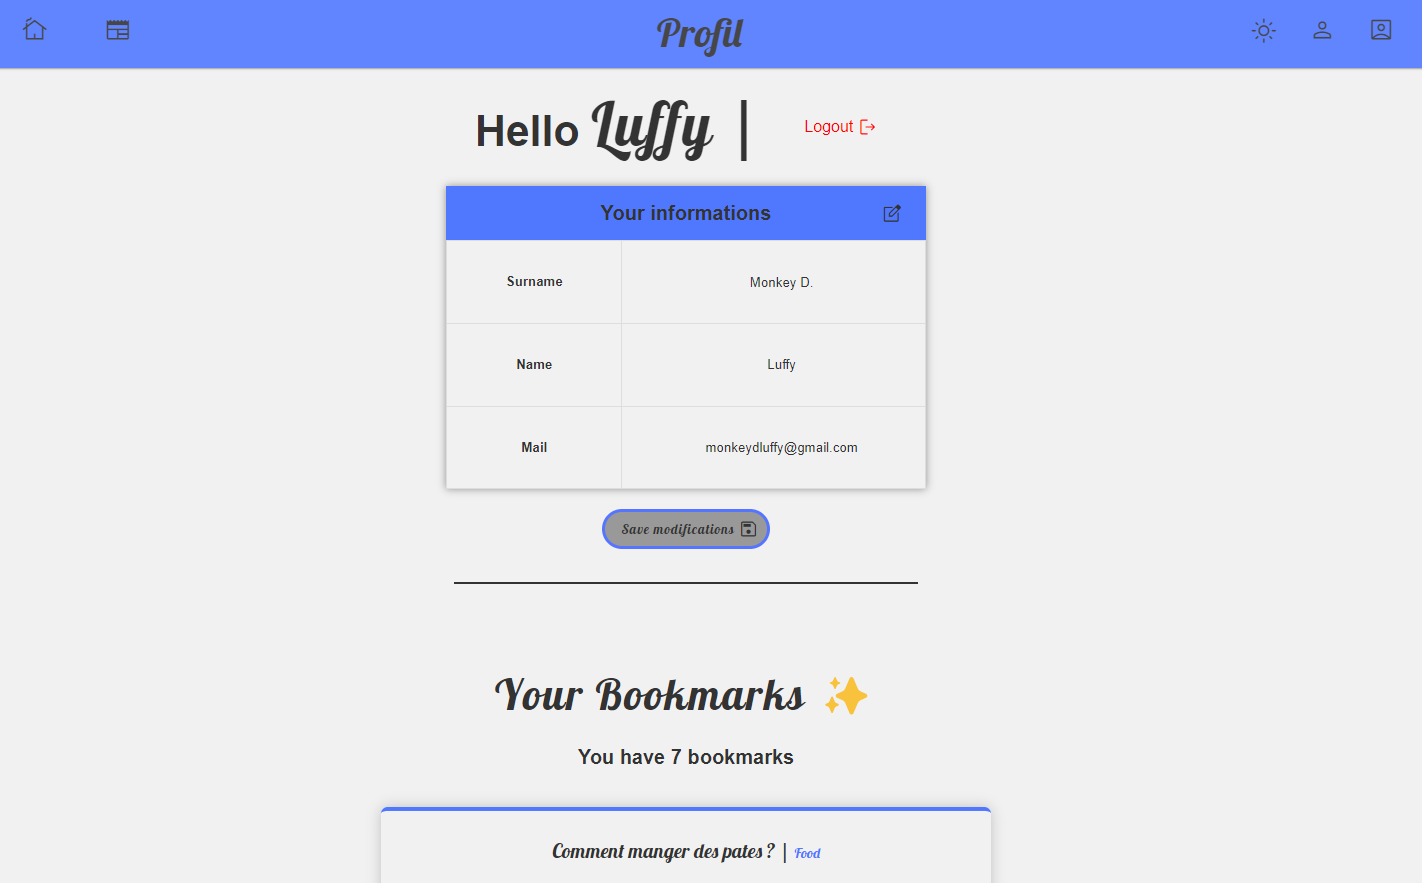 Profil
Hello Luffy |
Logout
Your informations
Surname Monkey D.
Name Luffy
Mail monkeydluffy@gmail.com
Save modifications
Your Bookmarks ✨
You have 7 bookmarks
Comment manger des pates ? | Food